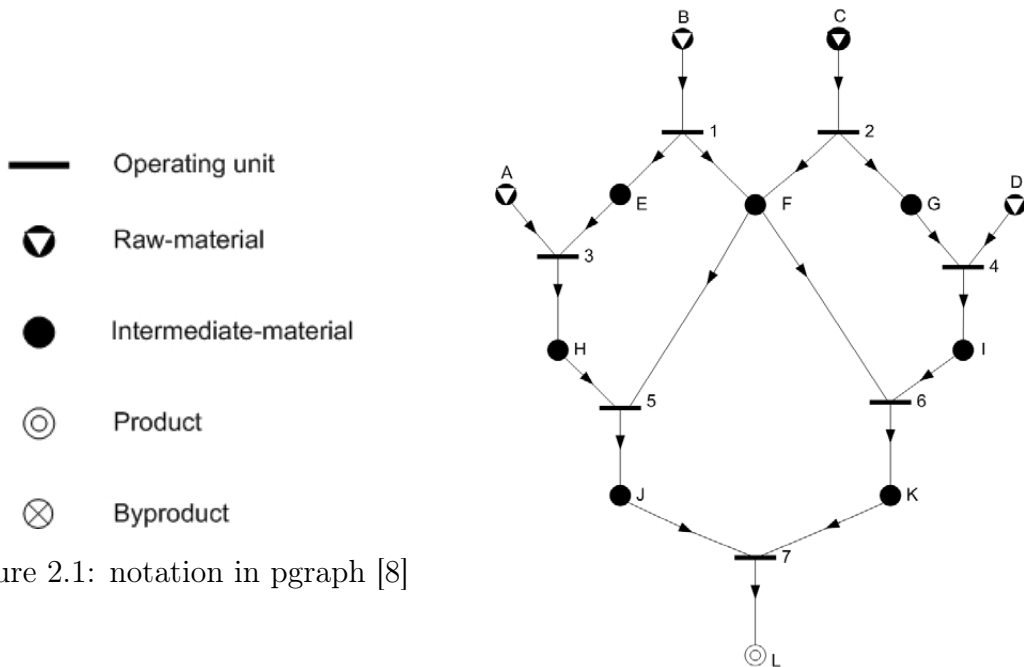 Operating unit
Raw-material
Intermediate-material
Product
Byproduct
ure 2.1: notation in pgraph [8]
B
C
1
2
A
D
E
F
G
3
4
H
I
5
6
J
K
7
L